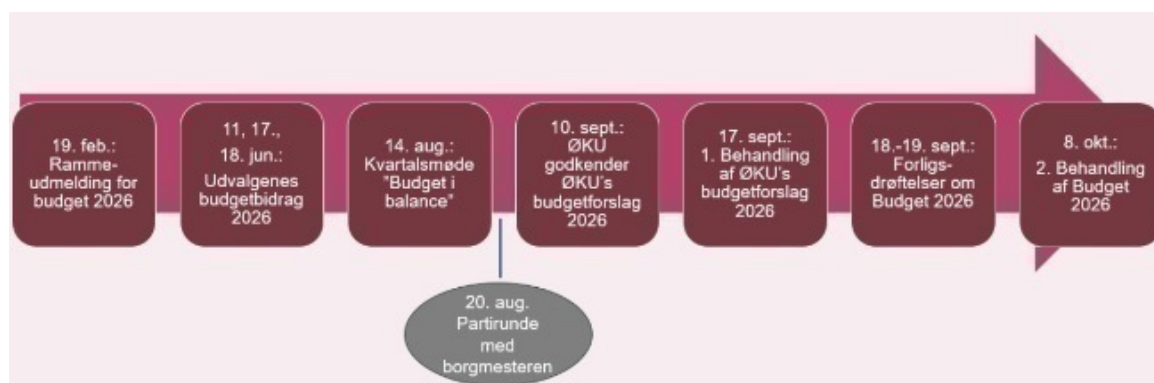 19. feb.:
Ramme-
udmelding for
budget 2026
11, 17.,
18. jun.:
Udvalgenes
budgetbidrag
2026
14. aug.:
Kvartalsmøde
"Budget i
balance"
20. aug.
Partirunde
med
borgmesteren
10. sept.:
ØKU
godkender
ØKU's
budgetforslag
2026
17. sept.:
1. Behandling
af ØKU's
budgetforslag
2026
18.-19. sept.:
Forligs-
drøftelser om
Budget 2026
8. okt.:
2. Behandling
af Budget
2026